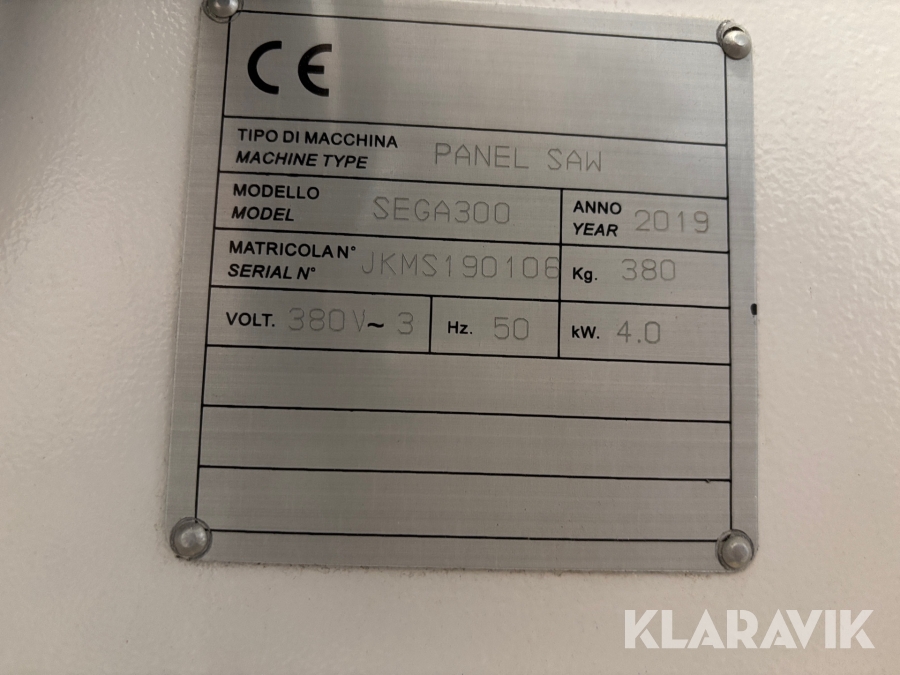 CE
TIPO DI MACCHINA
MACHINE TYPE PANEL SAW
MODELLO
MODEL SEGA300
ANNO
YEAR 2019
MATRICOLA N°
SERIAL N° JKMS190106
Kg. 380
VOLT. 380V~ 3
Hz. 50
kW. 4.0
KLARAVIK